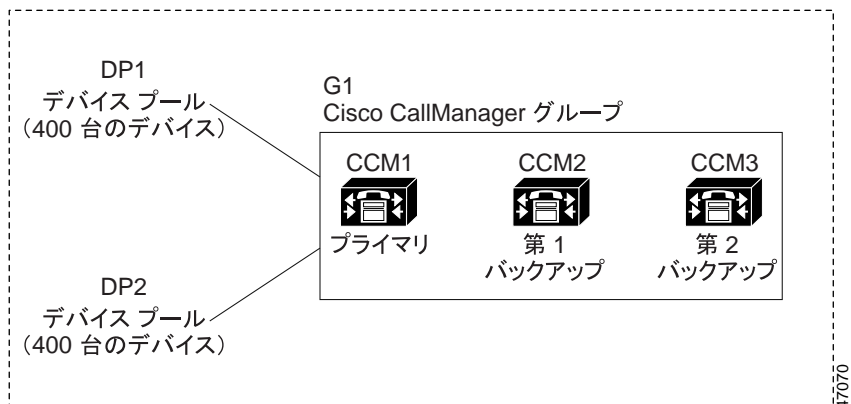 DP1
デバイス プール
（400 台のデバイス）
G1
Cisco CallManager グループ
CCM1
CCM2
CCM3
プライマリ
第 1
バックアップ
第 2
バックアップ
DP2
デバイス プール
（400 台のデバイス）
47070